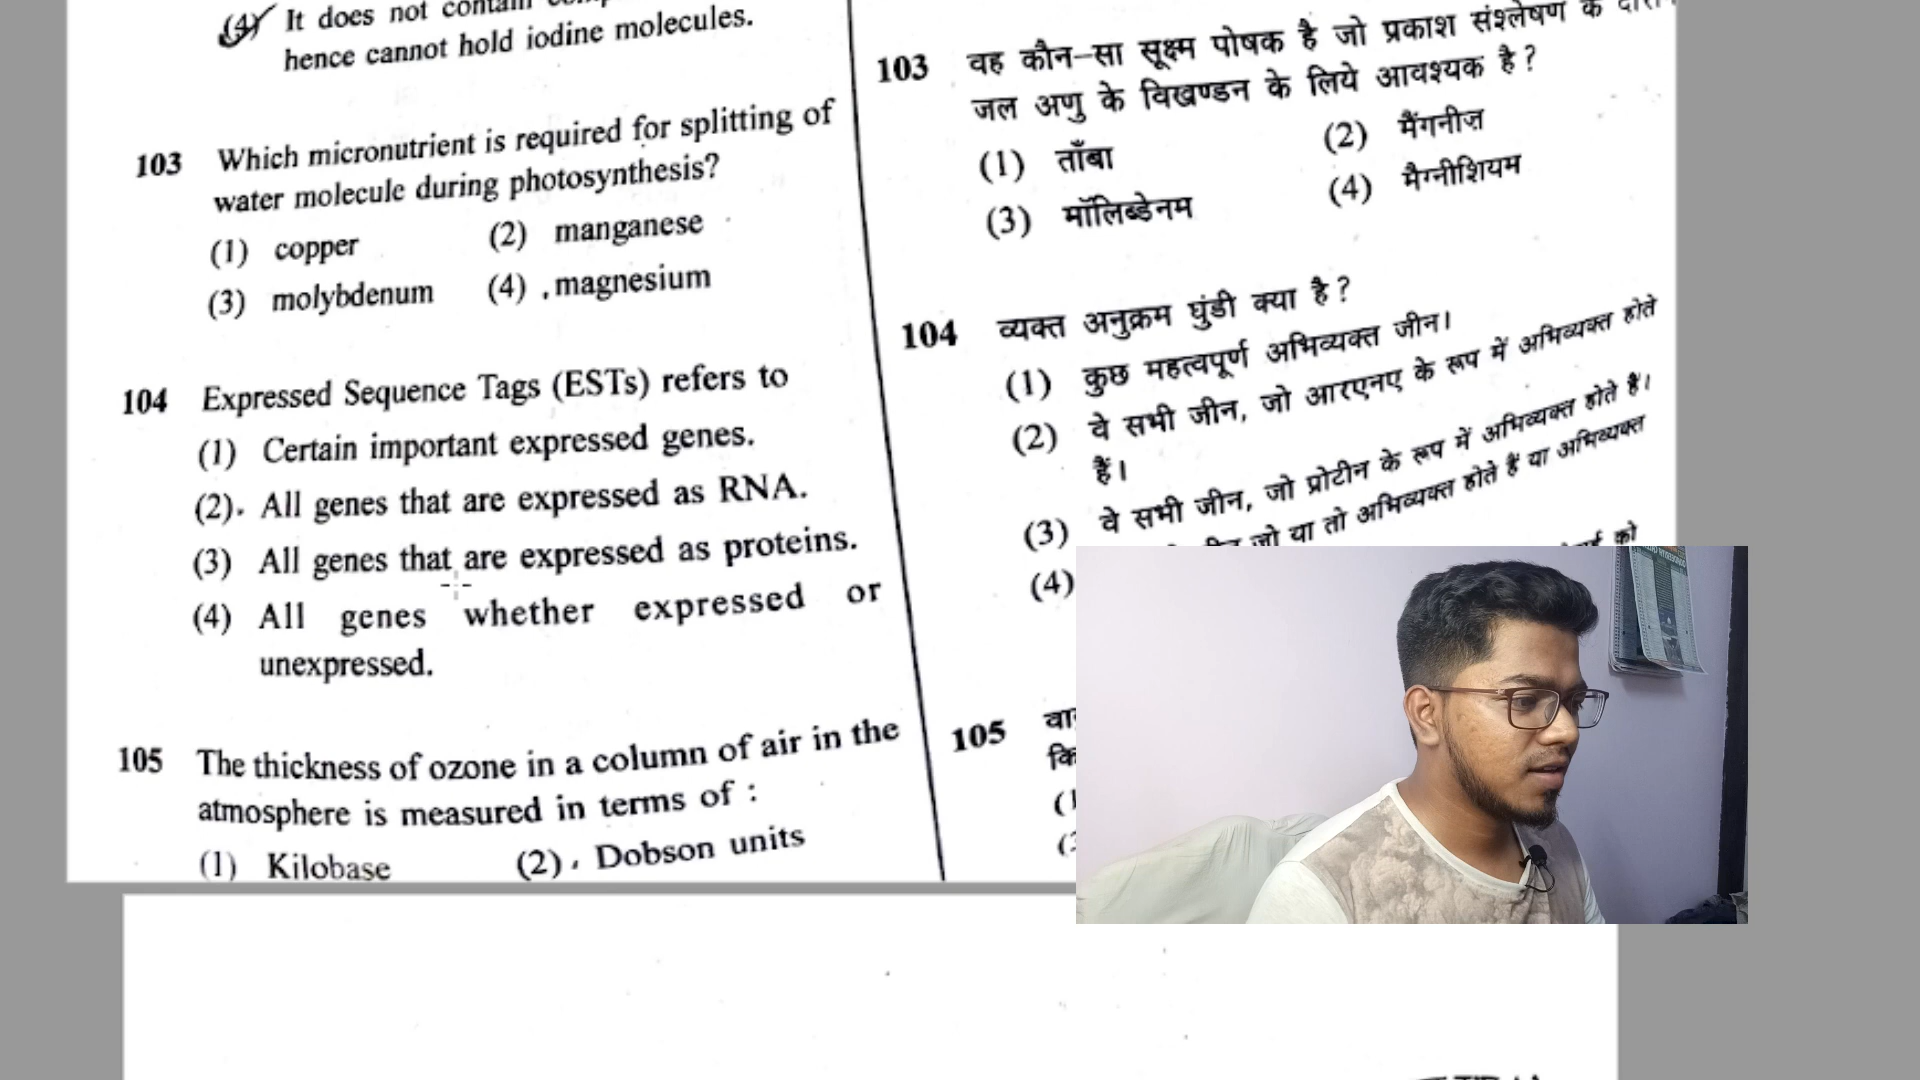 (4) It does not contain
hence cannot hold iodine molecules.
103 Which micronutrient is required for splitting of
water molecule during photosynthesis?
(1) copper (2) manganese
(3) molybdenum (4) magnesium
104 Expressed Sequence Tags (ESTs) refers to
(1) Certain important expressed genes.
(2) All genes that are expressed as RNA.
(3) All genes that are expressed as proteins.
(4) All genes whether expressed or
unexpressed.
105 The thickness of ozone in a column of air in the
atmosphere is measured in terms of :
(1) Kilobase (2) Dobson units
103 वह कौन-सा सूक्ष्म पोषक है जो प्रकाश संश्लेषण के
जल अणु के विखण्डन के लिये आवश्यक है?
(1) ताँबा (2) मैंगनीज़
(3) मॉलिब्डेनम (4) मैग्नीशियम
104 व्यक्त अनुक्रम घुंडी क्या है?
(1) कुछ महत्वपूर्ण अभिव्यक्त जीन।
(2) वे सभी जीन, जो आरएनए के रूप में अभिव्यक्त होते
हैं।
(3) वे सभी जीन, जो प्रोटीन के रूप में अभिव्यक्त होते हैं।
(4) जो या तो अभिव्यक्त होते हैं या अभिव्यक्त
को
105